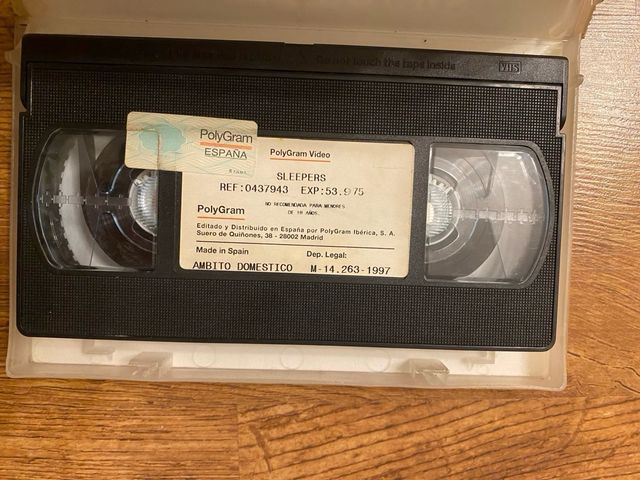 Do not touch the tape inside
VHS
PolyGram
ESPAÑA
PolyGram Video
SLEEPERS
REF:0437943 EXP:53.975
NO RECOMENDADA PARA MENORES
DE 18 AÑOS.
PolyGram
Editado y Distribuido en España por PolyGram Ibérica, S. A.
Suero de Quiñones, 38 - 28002 Madrid
Made in Spain
Dep. Legal:
AMBITO DOMESTICO
M-14.263-1997